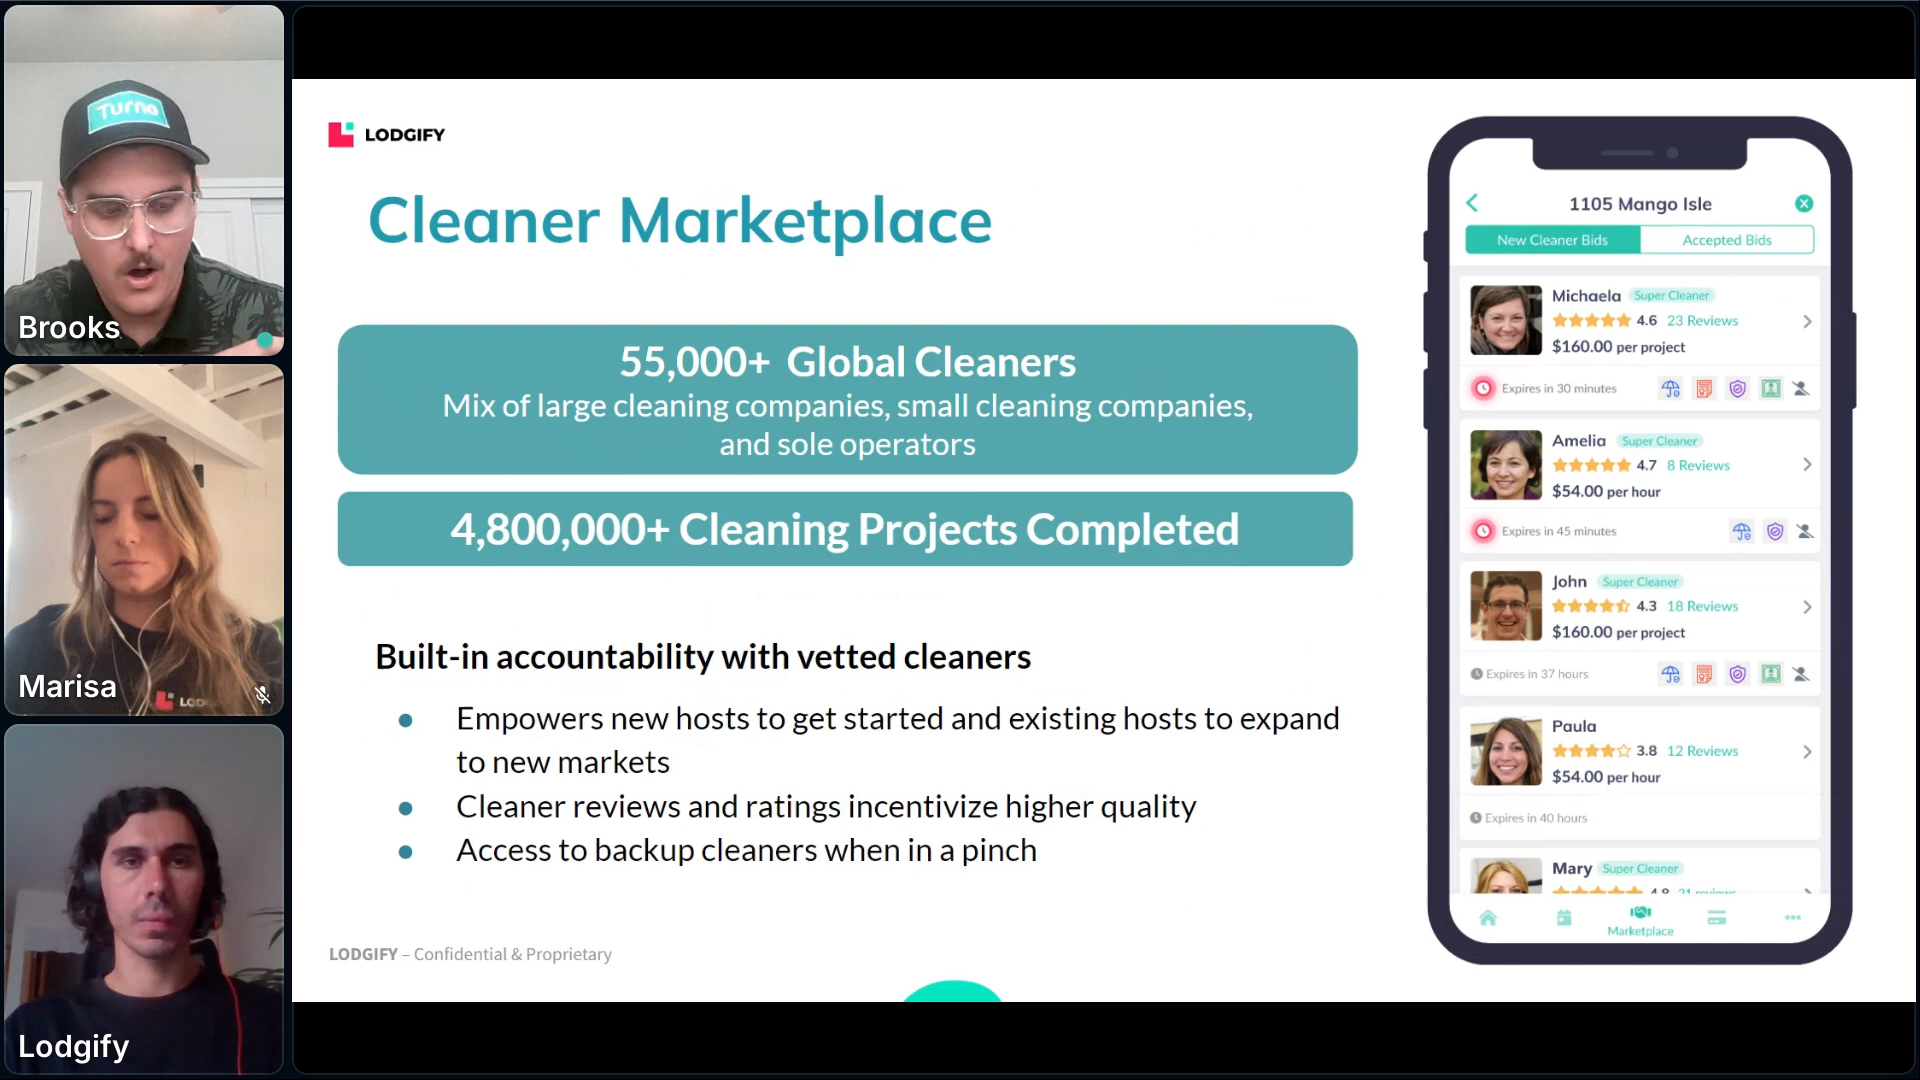 Turno
Brooks
Marisa
Lodgify
LODGIFY
Cleaner Marketplace
55,000+ Global Cleaners
Mix of large cleaning companies, small cleaning companies,
and sole operators
4,800,000+ Cleaning Projects Completed
Built-in accountability with vetted cleaners
Empowers new hosts to get started and existing hosts to expand
to new markets
Cleaner reviews and ratings incentivize higher quality
Access to backup cleaners when in a pinch
LODGIFY – Confidential & Proprietary
1105 Mango Isle
New Cleaner Bids
Accepted Bids
Michaela Super Cleaner
4.6 23 Reviews
$160.00 per project
Expires in 30 minutes
Amelia Super Cleaner
4.7 8 Reviews
$54.00 per hour
Expires in 45 minutes
John Super Cleaner
4.3 18 Reviews
$160.00 per project
Expires in 37 hours
Paula
3.8 12 Reviews
$54.00 per hour
Expires in 40 hours
Mary Super Cleaner
Marketplace